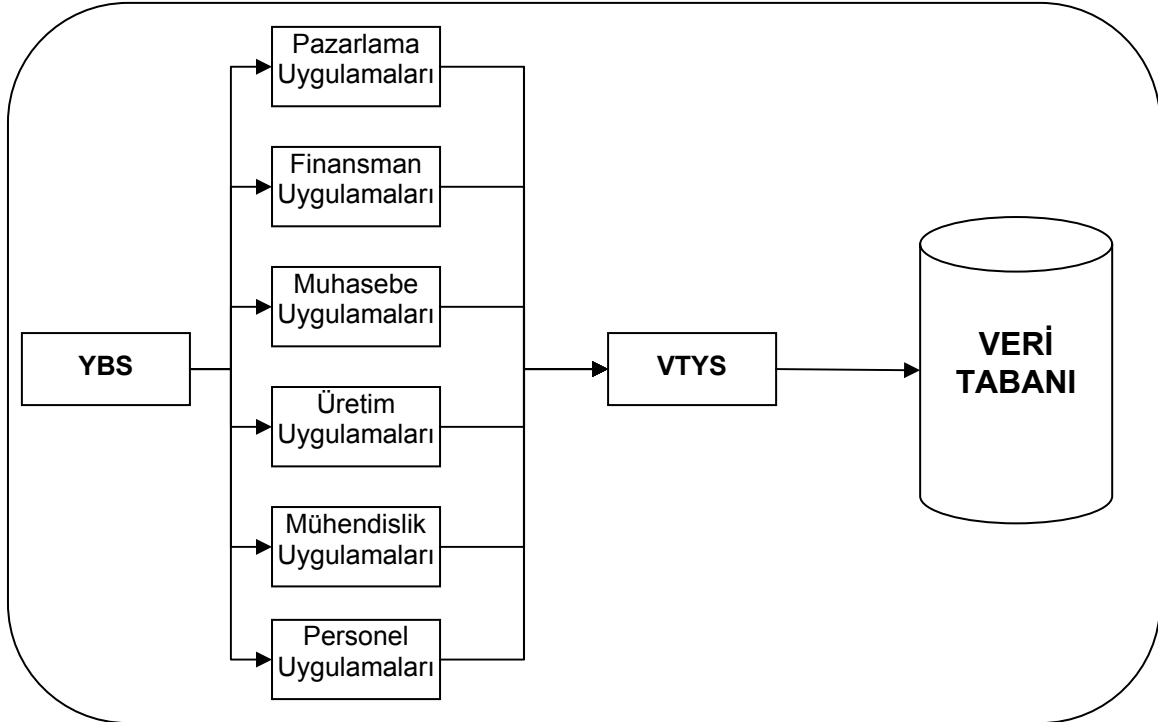 Pazarlama
Uygulamaları
Finansman
Uygulamaları
Muhasebe
Uygulamaları
YBS
VTYS
VERİ
TABANI
Üretim
Uygulamaları
Mühendislik
Uygulamaları
Personel
Uygulamaları